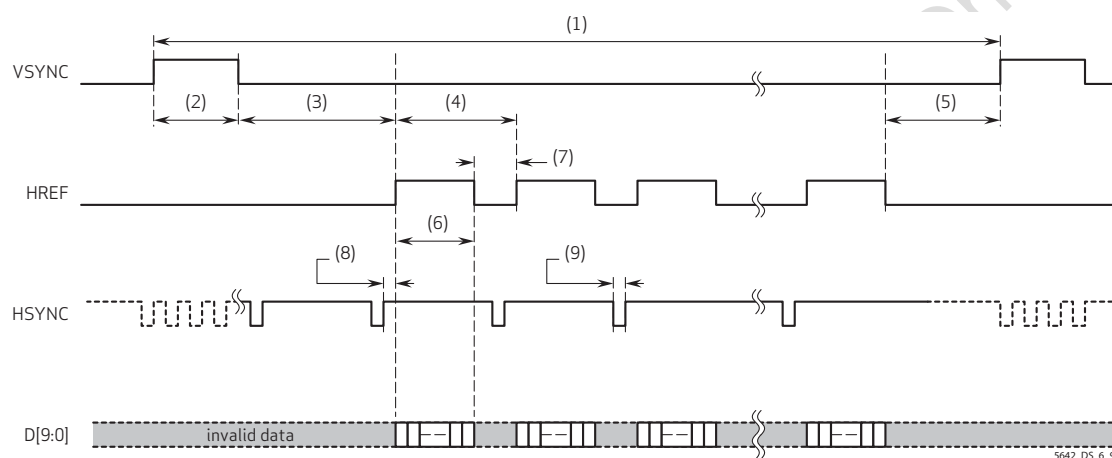 (1)
VSYNC
(2)
(3)
(4)
(5)
(7)
HREF
(6)
(8)
(9)
HSYNC
D[9:0]
invalid data